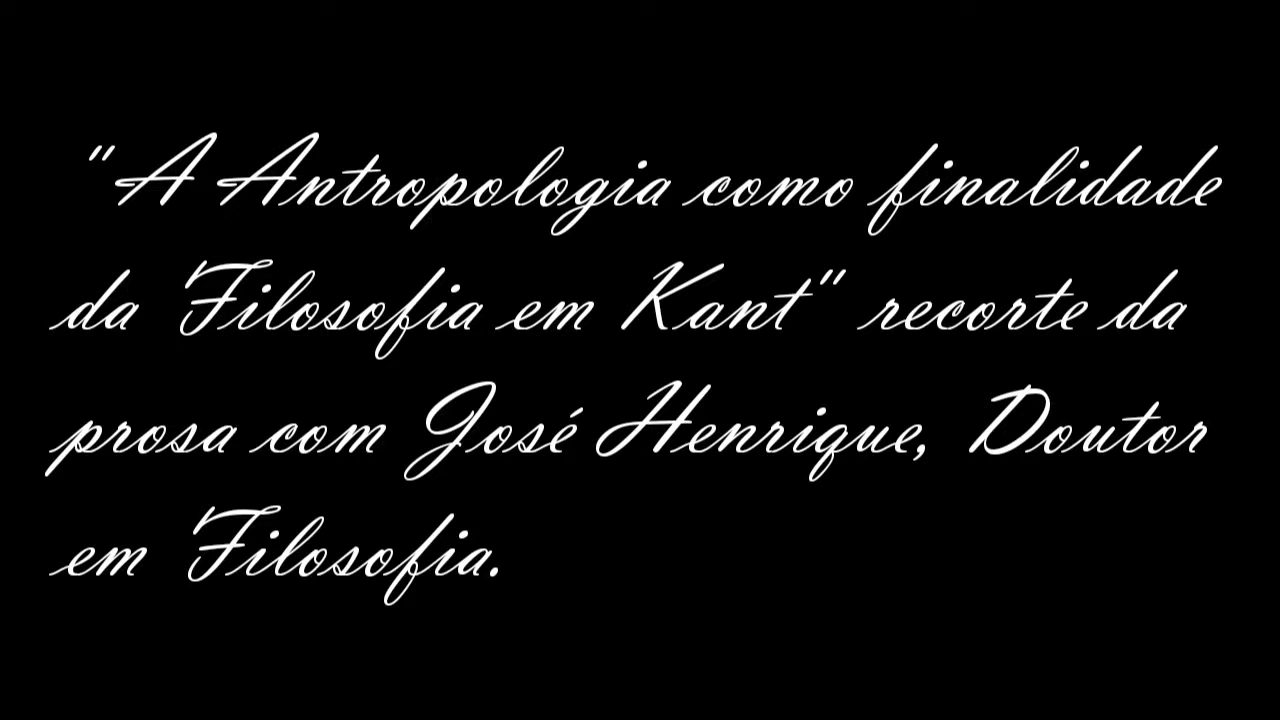 "A Antropologia como finalidade
da Filosofia em Kant" recorte da
prosa com José Henrique, Doutor
em Filosofia.